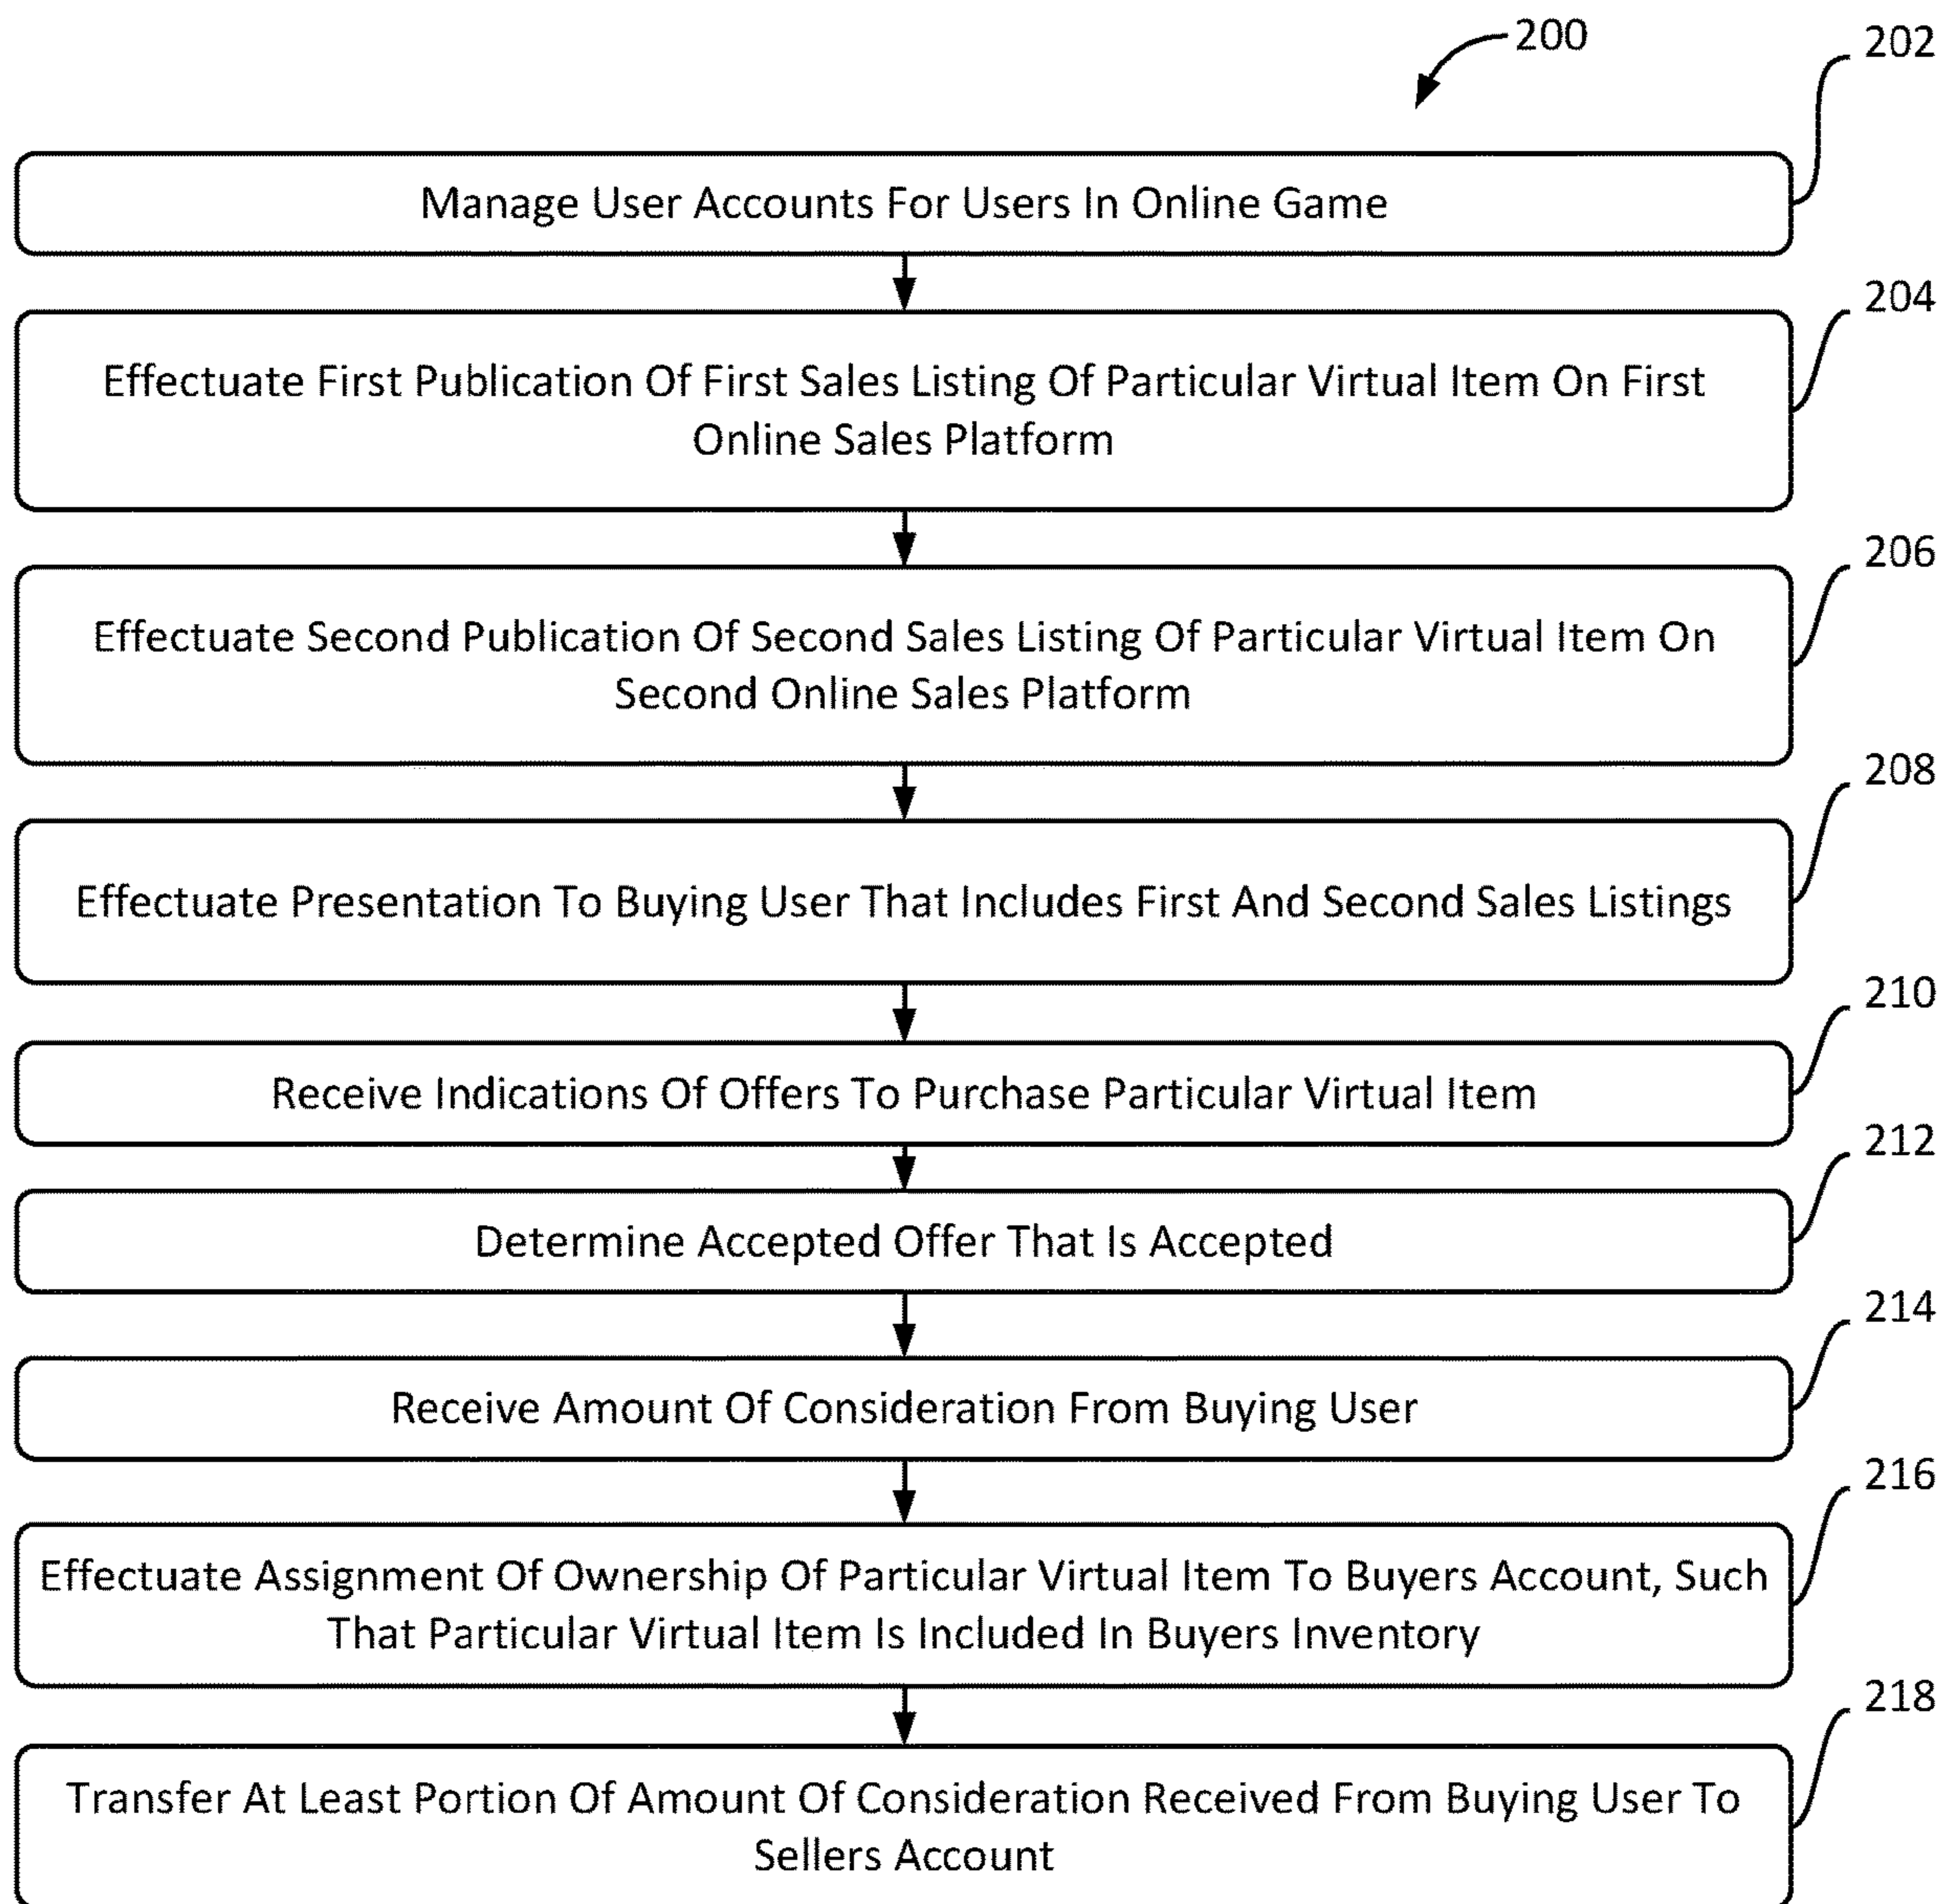 200
202
Manage User Accounts For Users In Online Game
204
Effectuate First Publication Of First Sales Listing Of Particular Virtual Item On First
Online Sales Platform
206
Effectuate Second Publication Of Second Sales Listing Of Particular Virtual Item On
Second Online Sales Platform
208
Effectuate Presentation To Buying User That Includes First And Second Sales Listings
210
Receive Indications Of Offers To Purchase Particular Virtual Item
212
Determine Accepted Offer That Is Accepted
214
Receive Amount Of Consideration From Buying User
216
Effectuate Assignment Of Ownership Of Particular Virtual Item To Buyers Account, Such
That Particular Virtual Item Is Included In Buyers Inventory
218
Transfer At Least Portion Of Amount Of Consideration Received From Buying User To
Sellers Account